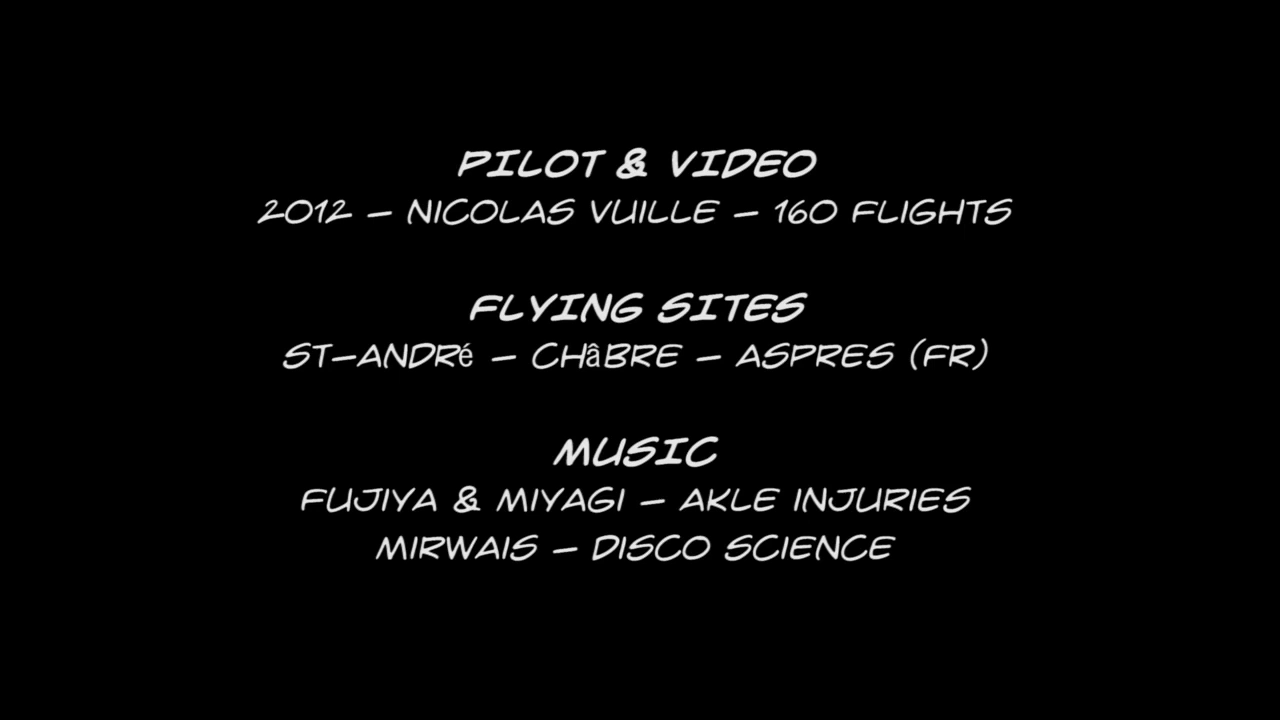 PILOT & VIDEO
2012 – NICOLAS VUILLE – 160 FLIGHTS
FLYING SITES
ST-ANDRé – CHâBRE – ASPRES (FR)
MUSIC
FUJIYA & MIYAGI – AKLE INJURIES
MIRWAIS – DISCO SCIENCE